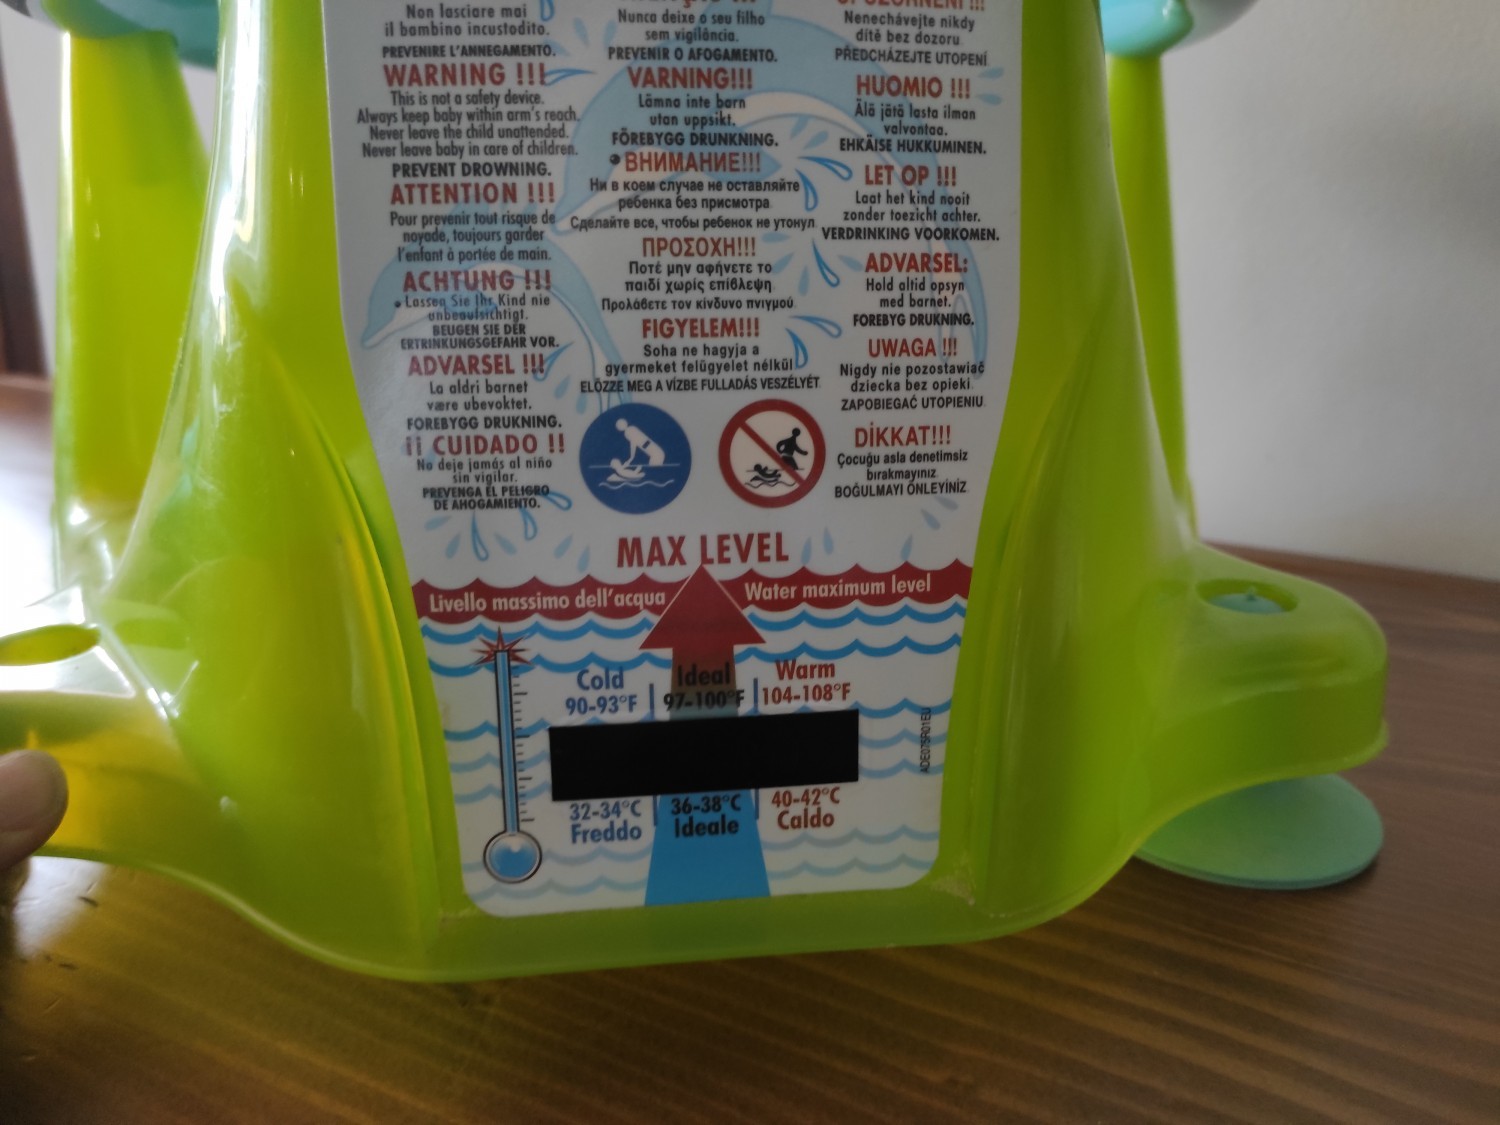 Non lasciare mai
il bambino incustodito.
PREVENIRE L'ANNEGAMENTO.
WARNING !!!
This is not a safety device.
Always keep baby within arm's reach.
Never leave the child unattended.
Never leave baby in care of children.
PREVENT DROWNING.
ATTENTION !!!
Pour prevenir tout risque de
noyade, toujours garder
l'enfant à portée de main.
ACHTUNG !!!
Lassen Sie Ihr Kind nie
unbeaufsichtigt.
BEUGEN SIE DER
ERTRINKUNGSGEFAHR VOR.
ADVARSEL !!!
La aldri barnet
være ubevoktet.
FOREBYGG DRUKNING.
¡¡ CUIDADO !!
No deje jamás al niño
sin vigilar.
PREVENGA EL PELIGRO
DE AHOGAMIENTO.
Nunca deixe o seu filho
sem vigilância.
PREVENIR O AFOGAMENTO.
VARNING!!!
Lämna inte barn
utan uppsikt.
FÖREBYGG DRUNKNING.
ВНИМАНИЕ!!!
Ни в коем случае не оставляйте
ребенка без присмотра
Сделайте все, чтобы ребенок не утонул
ΠΡΟΣΟΧΗ!!!
Ποτέ μην αφήνετε το
παιδί χωρίς επίβλεψη
Προλάβετε τον κίνδυνο πνιγμού
FIGYELEM!!!
Soha ne hagyja a
gyermeket felügyelet nélkül
ELŐZZE MEG A VÍZBE FULLADÁS VESZÉLYÉT
UPOZORNĚNÍ !!!
Nenechávejte nikdy
dítě bez dozoru
PŘEDCHÁZEJTE UTOPENÍ
HUOMIO !!!
Älä jätä lasta ilman
valvontaa.
EHKÄISE HUKKUMINEN.
LET OP !!!
Laat het kind nooit
zonder toezicht achter.
VERDRINKING VOORKOMEN.
ADVARSEL:
Hold altid opsyn
med barnet.
FOREBYG DRUKNING.
UWAGA !!!
Nigdy nie pozostawiać
dziecka bez opieki
ZAPOBIEGAĆ UTOPIENIU
DİKKAT!!!
Çocuğu asla denetimsiz
bırakmayınız
BOĞULMAYI ÖNLEYİNİZ
MAX LEVEL
Livello massimo dell'acqua
Water maximum level
Cold Ideal Warm
90-93°F 97-100°F 104-108°F
32-34°C 36-38°C 40-42°C
Freddo Ideale Caldo
ADE075R01EU